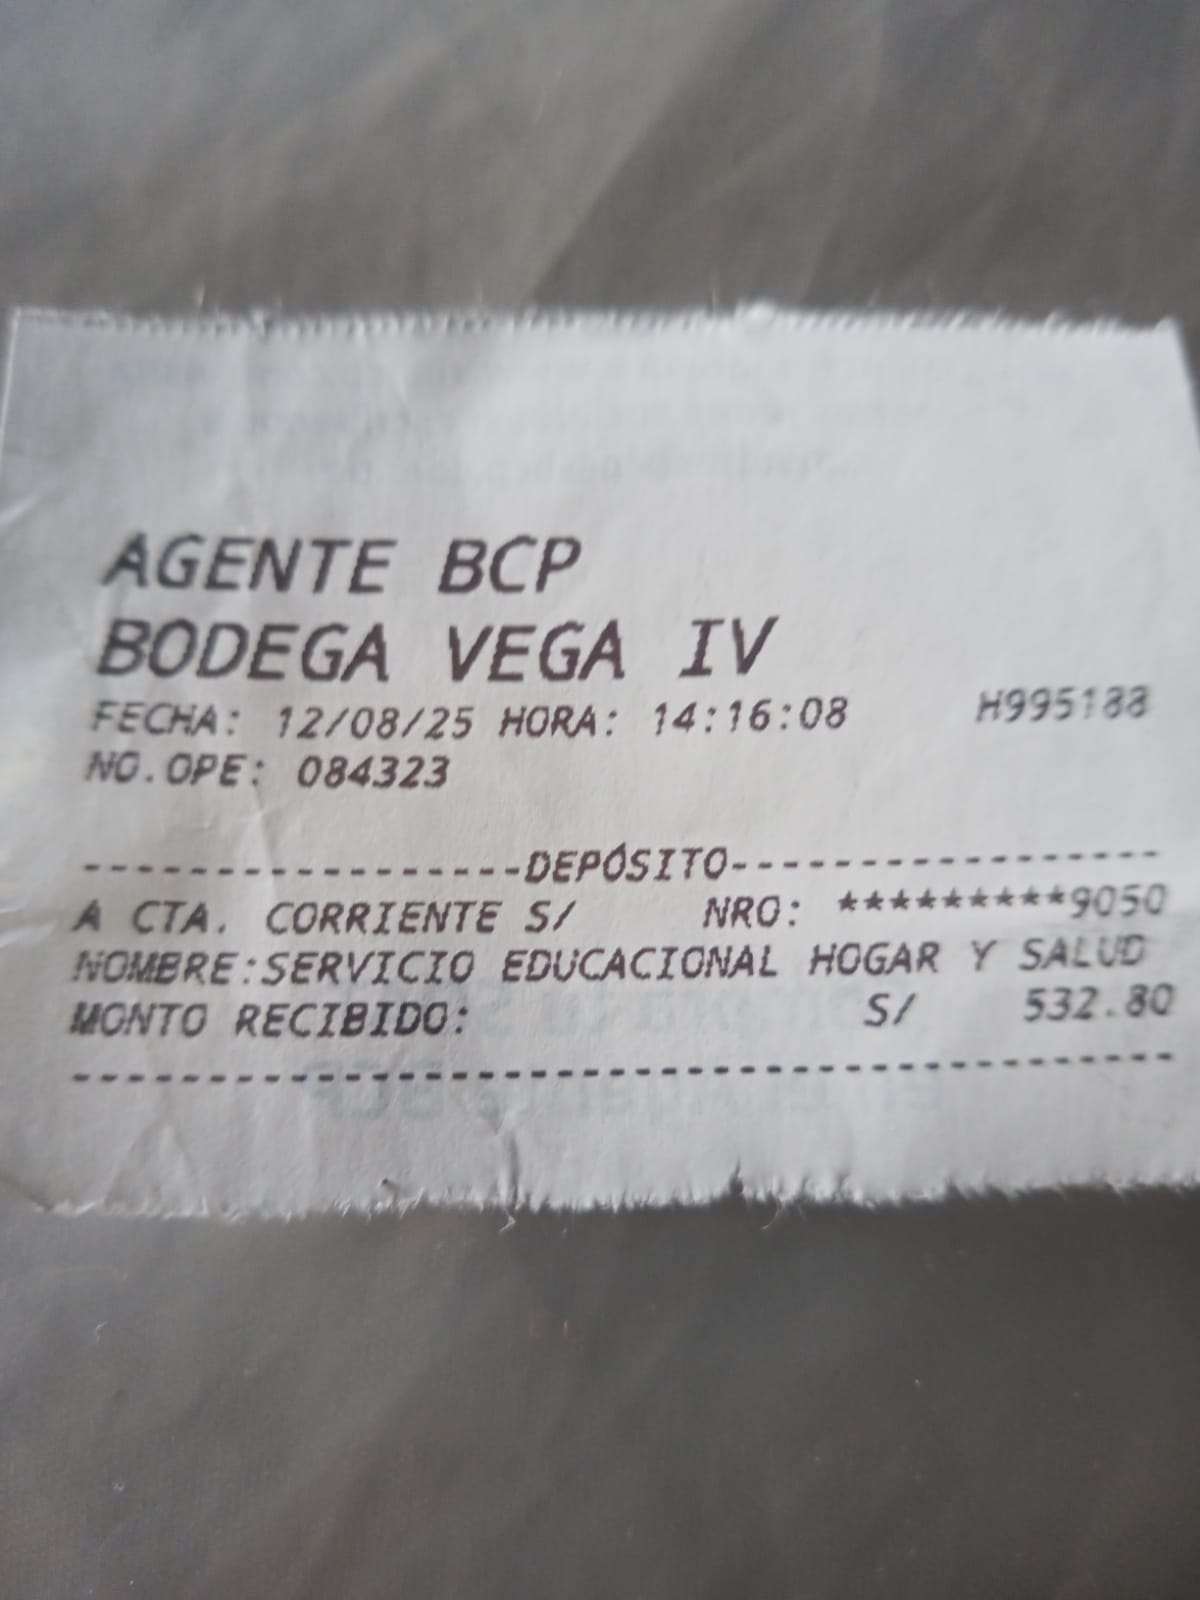 AGENTE BCP
BODEGA VEGA IV
FECHA: 12/08/25 HORA: 14:16:08 H995188
NO.OPE: 084323
-----------------DEPÓSITO-----------------
A CTA. CORRIENTE S/ NRO: *********9050
NOMBRE:SERVICIO EDUCACIONAL HOGAR Y SALUD
MONTO RECIBIDO: S/ 532.80